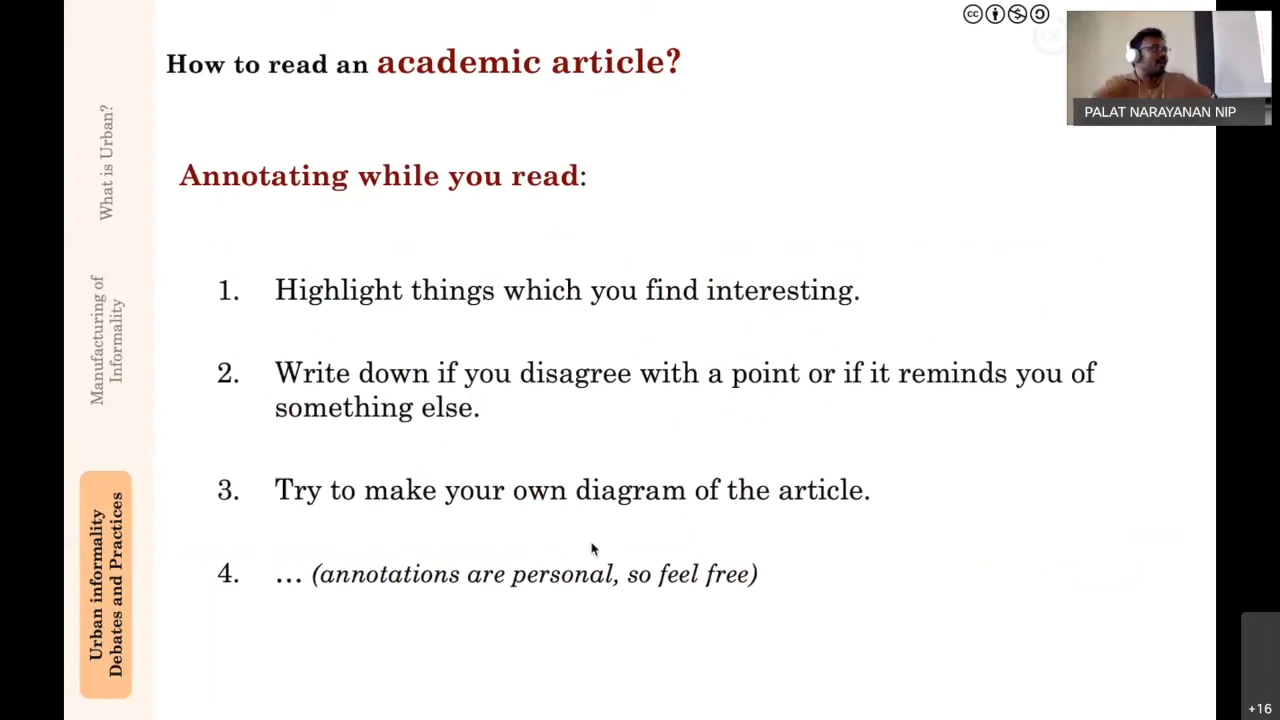 How to read an academic article?
PALAT NARAYANAN NIP
What is Urban?
Manufacturing of
Informality
Urban informality
Debates and Practices
Annotating while you read:
1. Highlight things which you find interesting.
2. Write down if you disagree with a point or if it reminds you of
something else.
3. Try to make your own diagram of the article.
4. … (annotations are personal, so feel free)
+16